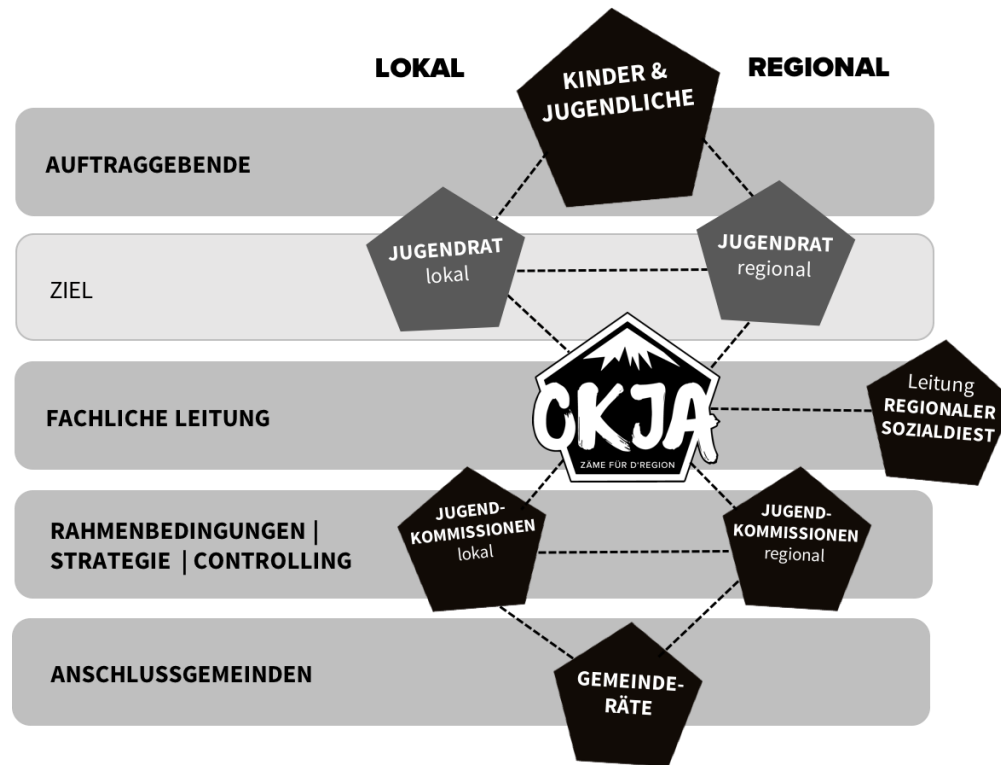 LOKAL
REGIONAL
KINDER &
JUGENDLICHE
AUFTRAGGEBENDE
JUGENDRAT
lokal
JUGENDRAT
regional
ZIEL
OKJA
ZÄME FÜR D'REGION
Leitung
REGIONALER
SOZIALDIEST
FACHLICHE LEITUNG
JUGEND-
KOMMISSIONEN
lokal
JUGEND-
KOMMISSIONEN
regional
RAHMENBEDINGUNGEN |
STRATEGIE | CONTROLLING
GEMEINDE-
RÄTE
ANSCHLUSSGEMEINDEN